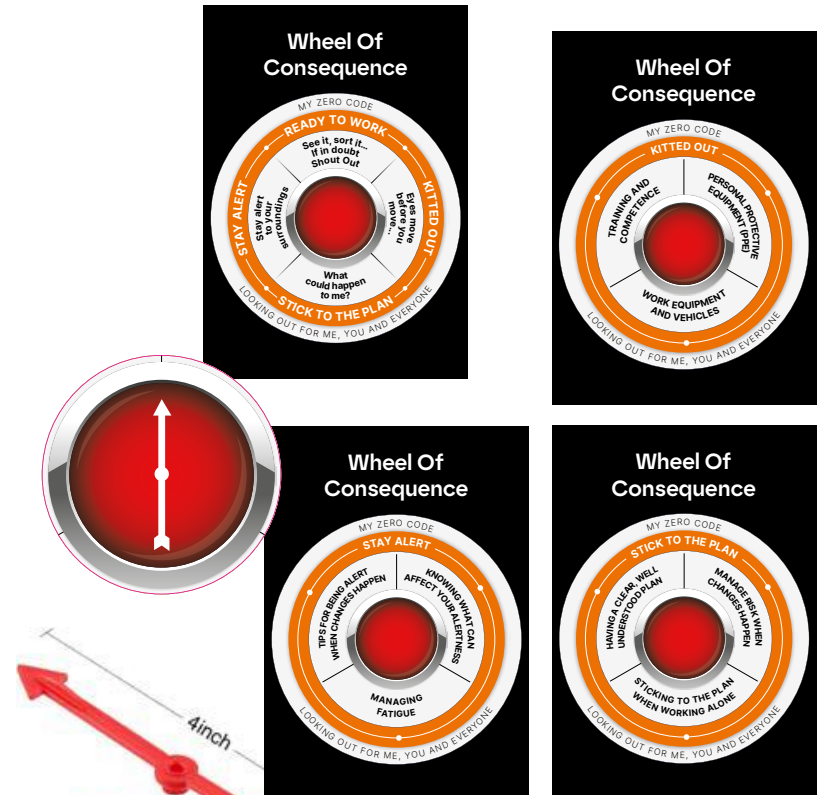 Wheel Of
Consequence
MY ZERO CODE
READY TO WORK
See it, sort it...
If in doubt
Shout Out
STAY ALERT
Stay alert
to your
surroundings
Eyes move
before you
move...
KITTED OUT
What
could happen
to me?
STICK TO THE PLAN
LOOKING OUT FOR ME, YOU AND EVERYONE
Wheel Of
Consequence
MY ZERO CODE
KITTED OUT
TRAINING AND
COMPETENCE
PERSONAL PROTECTIVE
EQUIPMENT (PPE)
WORK EQUIPMENT
AND VEHICLES
LOOKING OUT FOR ME, YOU AND EVERYONE
Wheel Of
Consequence
MY ZERO CODE
STAY ALERT
TIPS FOR BEING ALERT
WHEN CHANGES HAPPEN
KNOWING WHAT CAN
AFFECT YOUR ALERTNESS
MANAGING
FATIGUE
LOOKING OUT FOR ME, YOU AND EVERYONE
Wheel Of
Consequence
MY ZERO CODE
STICK TO THE PLAN
HAVING A CLEAR, WELL
UNDERSTOOD PLAN
MANAGE RISK WHEN
CHANGES HAPPEN
STICKING TO THE PLAN
WHEN WORKING ALONE
LOOKING OUT FOR ME, YOU AND EVERYONE
4inch